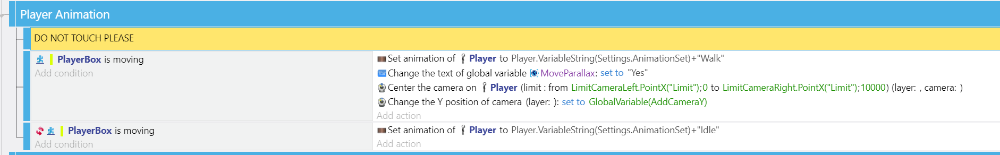 Player Animation
DO NOT TOUCH PLEASE
PlayerBox is moving
Add condition
Set animation of Player to Player.VariableString(Settings.AnimationSet)+"Walk"
Var Change the text of global variable MoveParallax: set to "Yes"
Center the camera on Player (limit : from LimitCameraLeft.PointX("Limit");0 to LimitCameraRight.PointX("Limit");10000) (layer: , camera: )
Change the Y position of camera (layer: ): set to GlobalVariable(AddCameraY)
Add action
PlayerBox is moving
Add condition
Set animation of Player to Player.VariableString(Settings.AnimationSet)+"Idle"
Add action